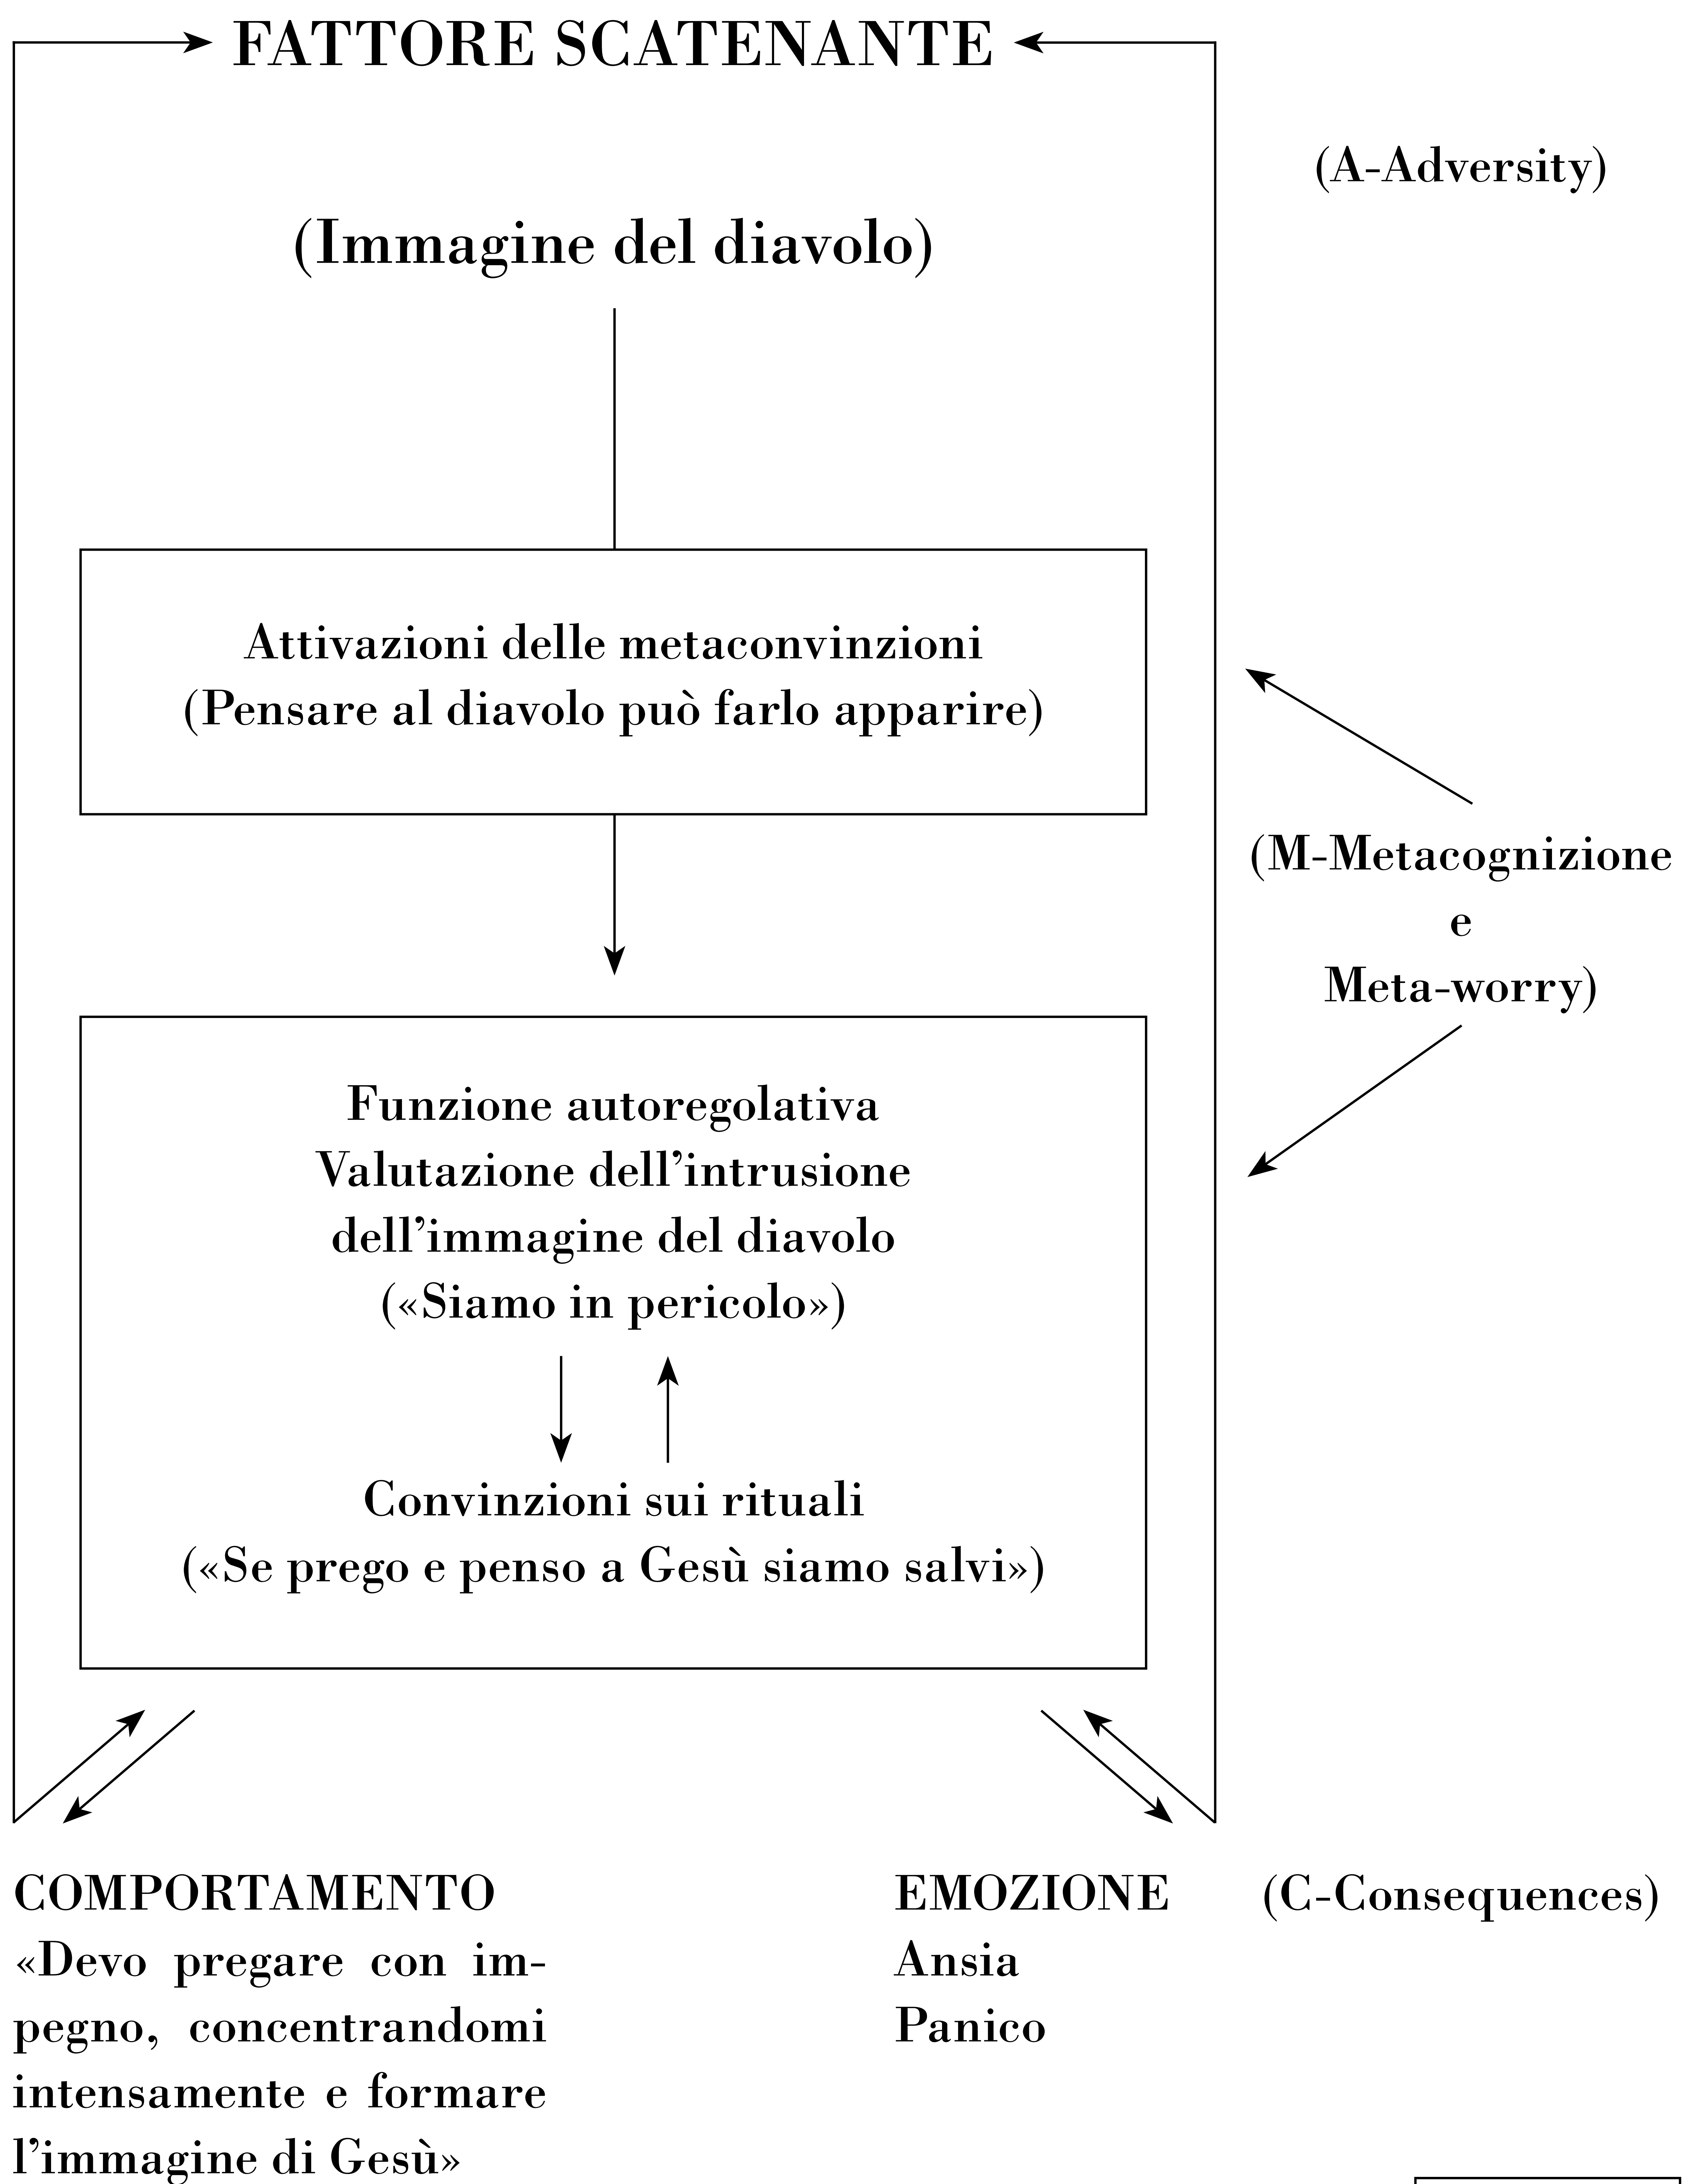 FATTORE SCATENANTE
(A-Adversity)
(Immagine del diavolo)
Attivazioni delle metaconvinzioni
(Pensare al diavolo può farlo apparire)
(M-Metacognizione
e
Meta-worry)
Funzione autoregolativa
Valutazione dell’intrusione
dell’immagine del diavolo
(«Siamo in pericolo»)
Convinzioni sui rituali
(«Se prego e penso a Gesù siamo salvi»)
COMPORTAMENTO
«Devo pregare con im-
pegno, concentrandomi
intensamente e formare
l’immagine di Gesù»
EMOZIONE
Ansia
Panico
(C-Consequences)